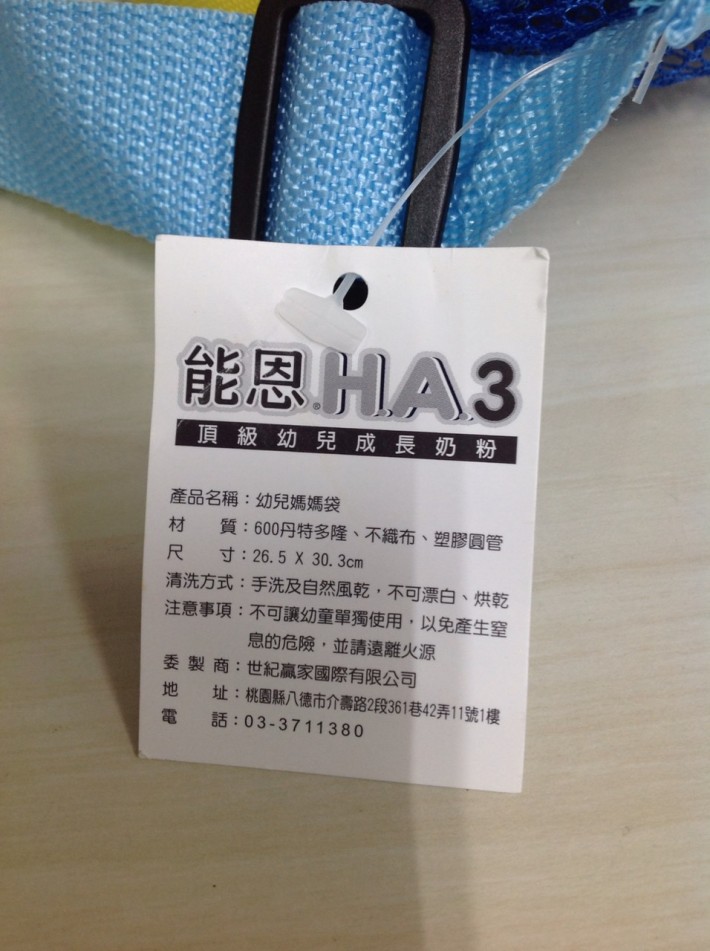 能恩®H.A.3
頂級幼兒成長奶粉
產品名稱：幼兒媽媽袋
材　　質：600丹特多隆、不織布、塑膠圓管
尺　　寸：26.5 X 30.3cm
清洗方式：手洗及自然風乾，不可漂白、烘乾
注意事項：不可讓幼童單獨使用，以免產生窒
息的危險，並請遠離火源
委 製 商：世紀贏家國際有限公司
地　　址：桃園縣八德市介壽路2段361巷42弄11號1樓
電　　話：03-3711380